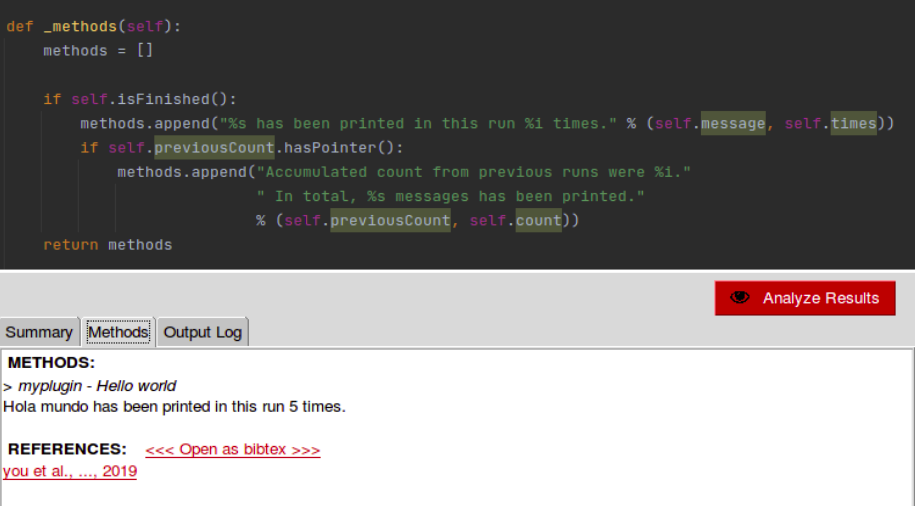 def _methods(self):
methods = []
if self.isFinished():
methods.append("%s has been printed in this run %i times." % (self.message, self.times))
if self.previousCount.hasPointer():
methods.append("Accumulated count from previous runs were %i."
" In total, %s messages has been printed."
% (self.previousCount, self.count))
return methods
Analyze Results
Summary Methods Output Log
METHODS:
> myplugin - Hello world
Hola mundo has been printed in this run 5 times.
REFERENCES: <<< Open as bibtex >>>
you et al., ..., 2019